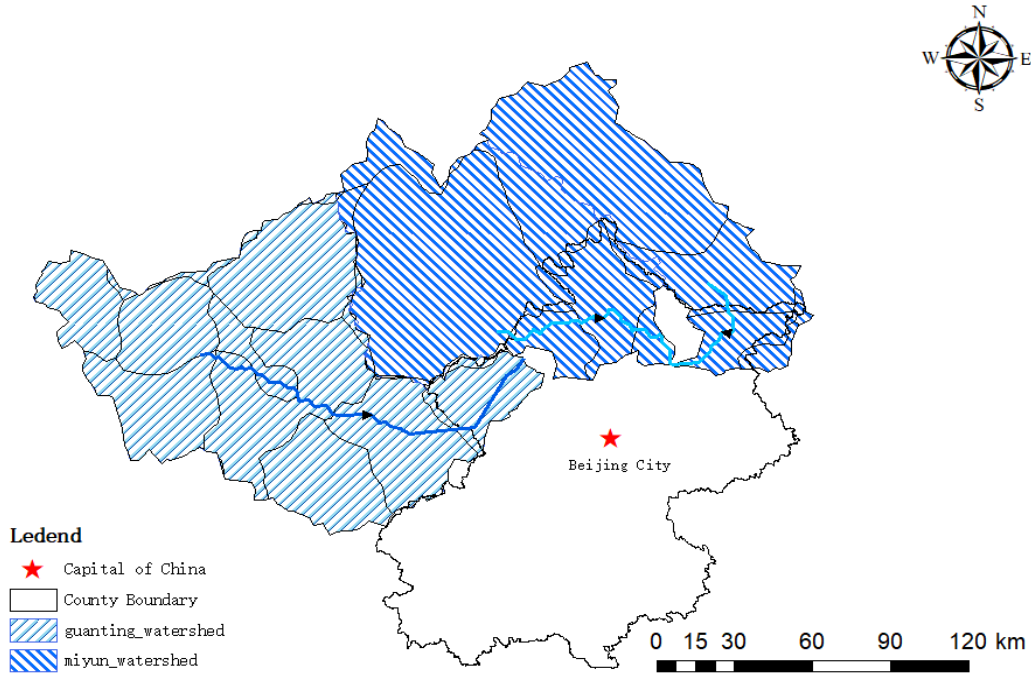 N
W E
S
Beijing City
Ledend
Capital of China
County Boundary
guanting_watershed
miyun_watershed
0 15 30 60 90 120 km